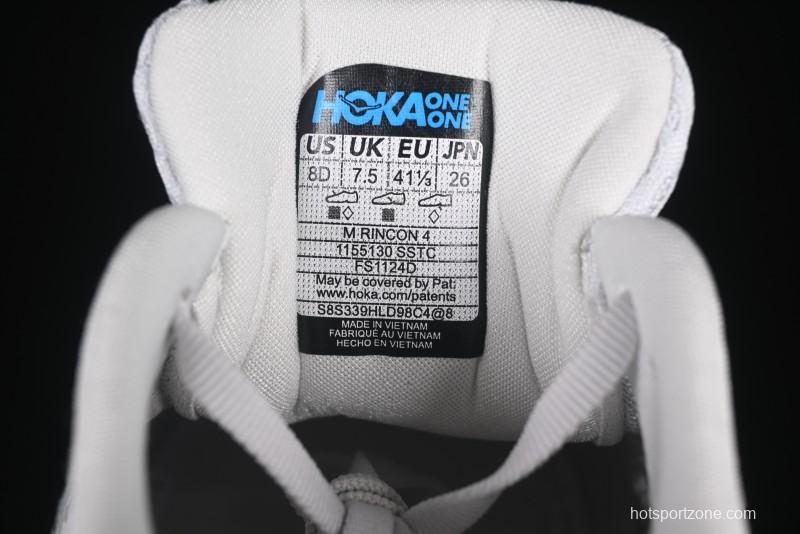 HOKA ONE ONE
US UK EU JPN
8D 7.5 41⅓ 26
M RINCON 4
1155130 SSTC
FS1124D
May be covered by Pat:
www.hoka.com/patents
S8S339HLD98C4@8
MADE IN VIETNAM
FABRIQUÉ AU VIETNAM
HECHO EN VIETNAM
hotsportzone.com